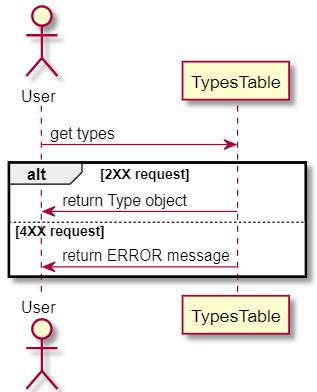 User
TypesTable
get types
alt [2XX request]
return Type object
[4XX request]
return ERROR message
User
TypesTable